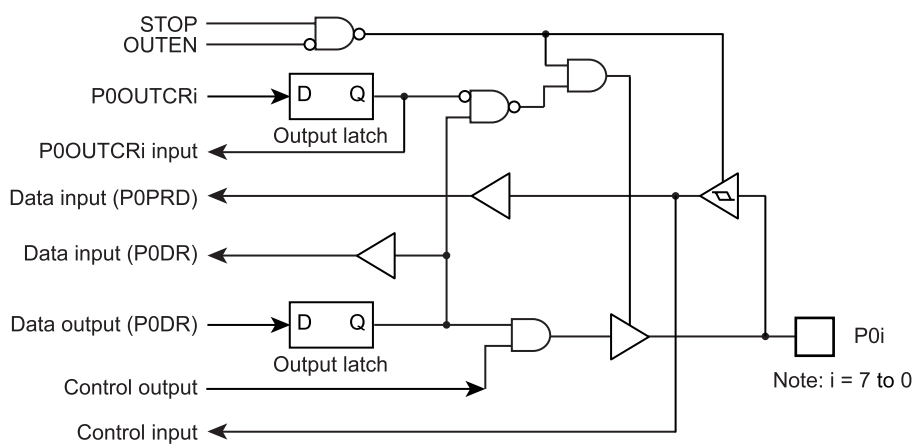 STOP
OUTEN
P0OUTCRi
D Q
Output latch
P0OUTCRi input
Data input (P0PRD)
Data input (P0DR)
Data output (P0DR)
D Q
Output latch
P0i
Control output
Note: i = 7 to 0
Control input